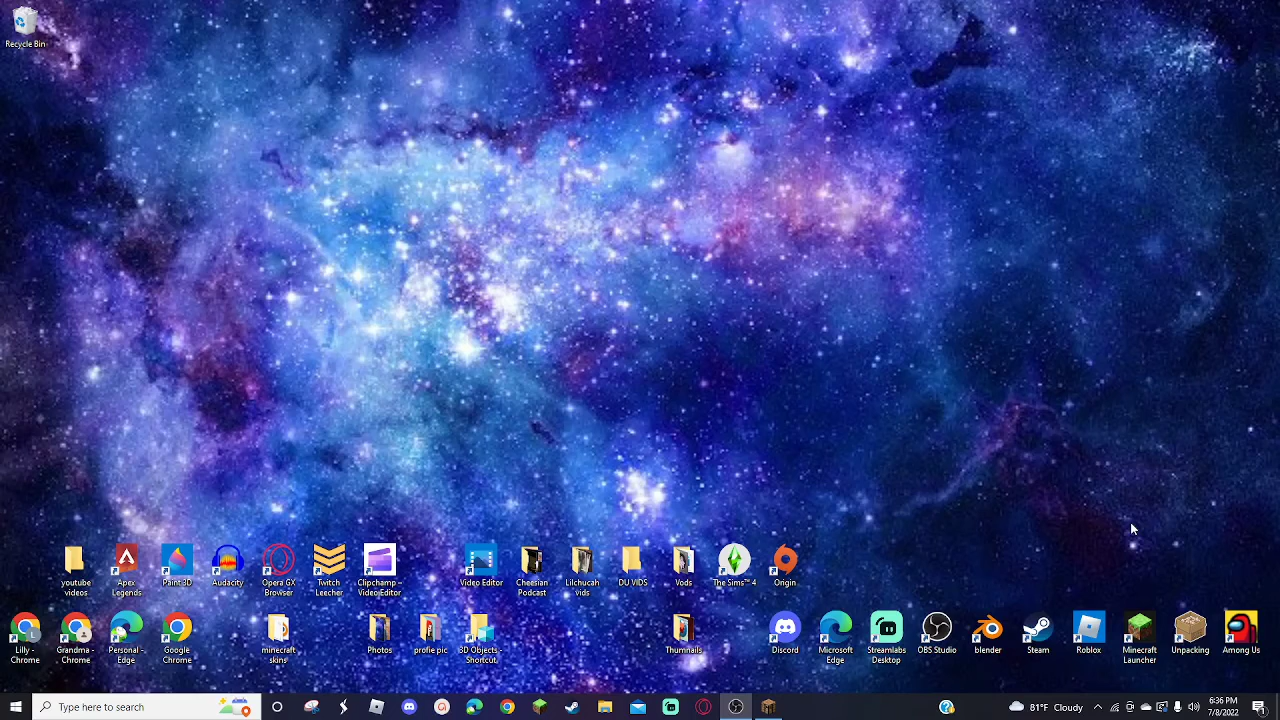 Recycle Bin
youtube
videos
Apex
Legends
Paint 3D
Audacity
Opera GX
Browser
Twitch
Leecher
Clipchamp –
Video Editor
Video Editor
Cheesian
Podcast
Lilchucah
vids
DU VIDS
Vods
The Sims™ 4
Origin
Lilly -
Chrome
Grandma -
Chrome
Personal -
Edge
Google
Chrome
minecraft
skins
Photos
profie pic
3D Objects -
Shortcut
Thumnails
Discord
Microsoft
Edge
Streamlabs
Desktop
OBS Studio
blender
Steam
Roblox
Minecraft
Launcher
Unpacking
Among Us
Type here to search
81°F Cloudy
6:36 PM
7/8/2022